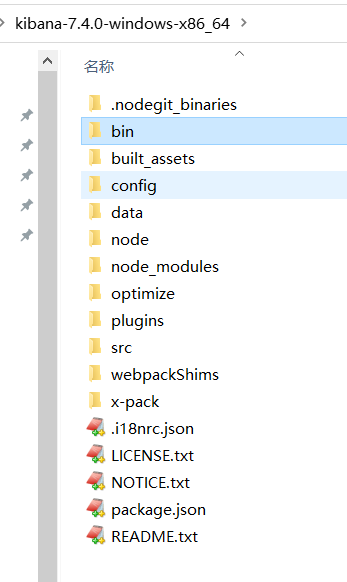 kibana-7.4.0-windows-x86_64
名称
.nodegit_binaries
bin
built_assets
config
data
node
node_modules
optimize
plugins
src
webpackShims
x-pack
.i18nrc.json
LICENSE.txt
NOTICE.txt
package.json
README.txt